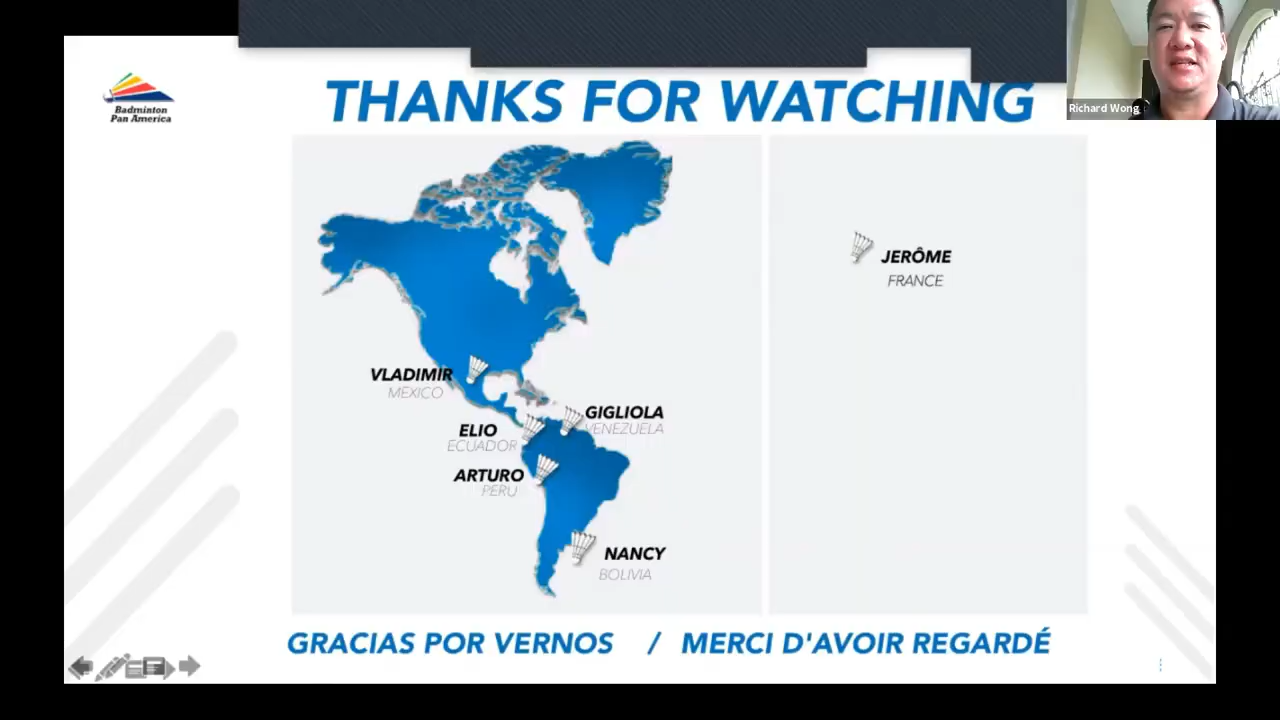 Richard Wong
Badminton
Pan America
THANKS FOR WATCHING
JERÔME
FRANCE
VLADIMIR
MEXICO
GIGLIOLA
VENEZUELA
ELIO
ECUADOR
ARTURO
PERU
NANCY
BOLIVIA
GRACIAS POR VERNOS / MERCI D'AVOIR REGARDÉ